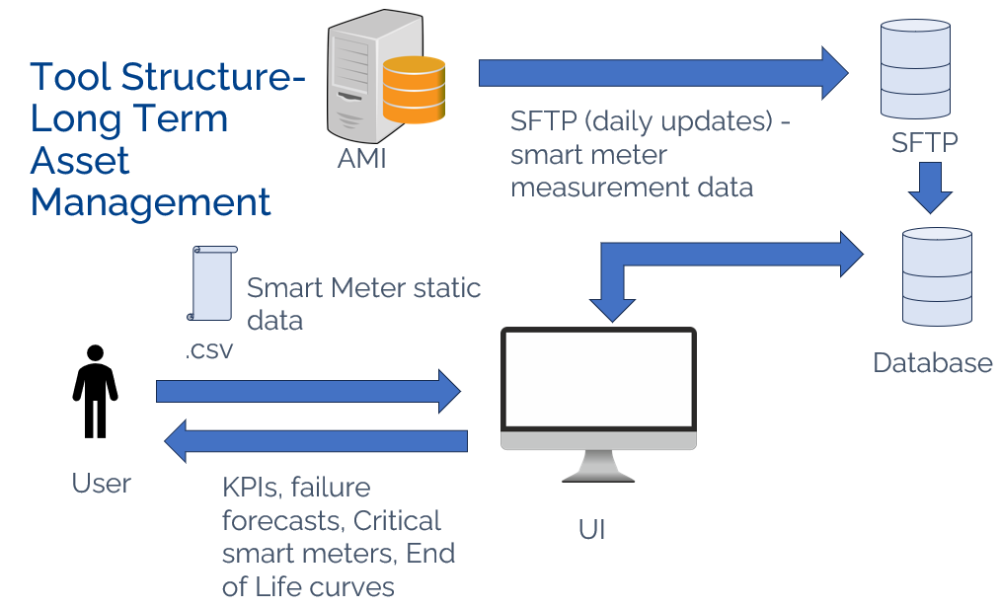 Tool Structure-
Long Term
Asset
Management
AMI
SFTP (daily updates) -
smart meter
measurement data
SFTP
Smart Meter static
data
.csv
Database
User
KPIs, failure
forecasts, Critical
smart meters, End
of Life curves
UI